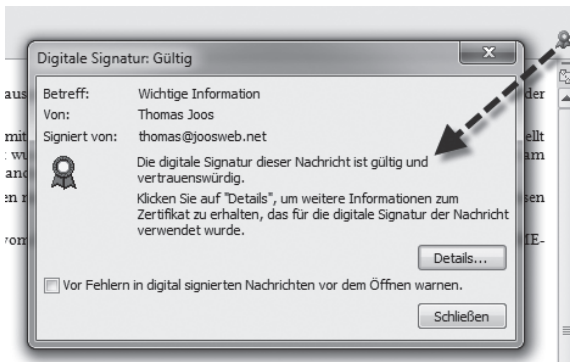 Digitale Signatur: Gültig
Betreff: Wichtige Information
Von: Thomas Joos
Signiert von: thomas@joosweb.net
Die digitale Signatur dieser Nachricht ist gültig und
vertrauenswürdig.
Klicken Sie auf "Details", um weitere Informationen zum
Zertifikat zu erhalten, das für die digitale Signatur der Nachricht
verwendet wurde.
Details...
Vor Fehlern in digital signierten Nachrichten vor dem Öffnen warnen.
Schließen